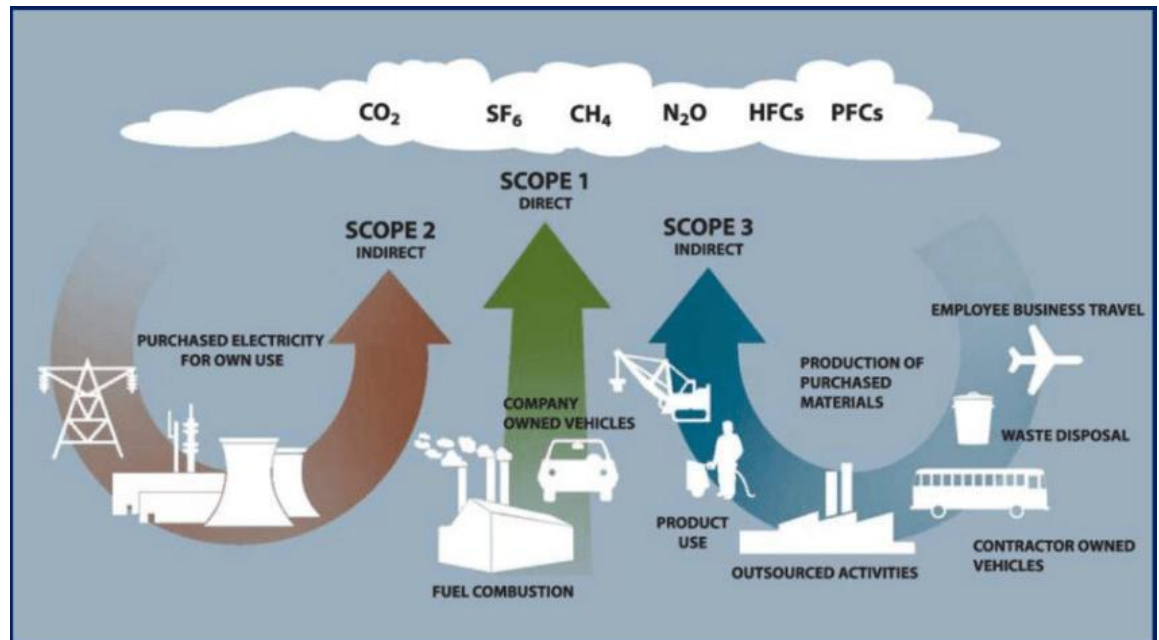 CO₂ SF₆ CH₄ N₂O HFCs PFCs
SCOPE 1
DIRECT
SCOPE 2
INDIRECT
SCOPE 3
INDIRECT
PURCHASED ELECTRICITY
FOR OWN USE
COMPANY
OWNED VEHICLES
FUEL COMBUSTION
EMPLOYEE BUSINESS TRAVEL
PRODUCTION OF
PURCHASED
MATERIALS
WASTE DISPOSAL
PRODUCT
USE
OUTSOURCED ACTIVITIES
CONTRACTOR OWNED
VEHICLES